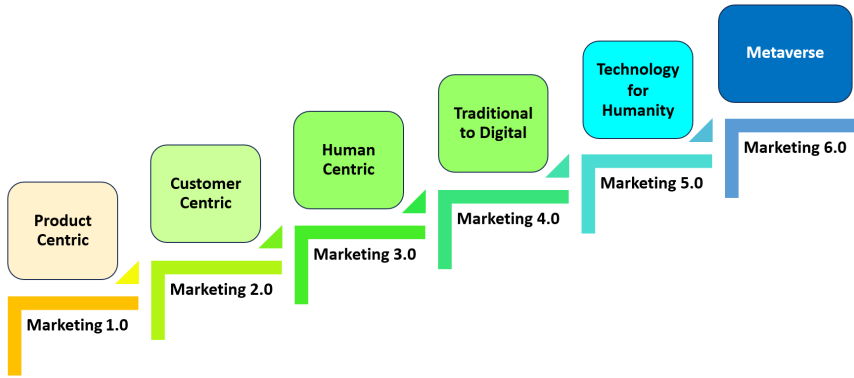 Product
Centric
Marketing 1.0
Customer
Centric
Marketing 2.0
Human
Centric
Marketing 3.0
Traditional
to Digital
Marketing 4.0
Technology
for
Humanity
Marketing 5.0
Metaverse
Marketing 6.0